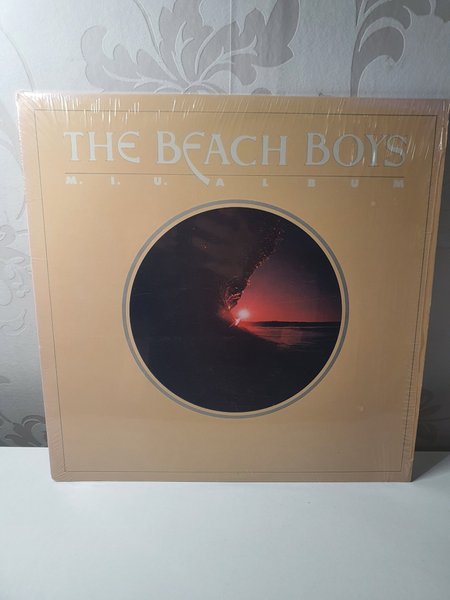 THE BEACH BOYS
M. I. U. ALBUM